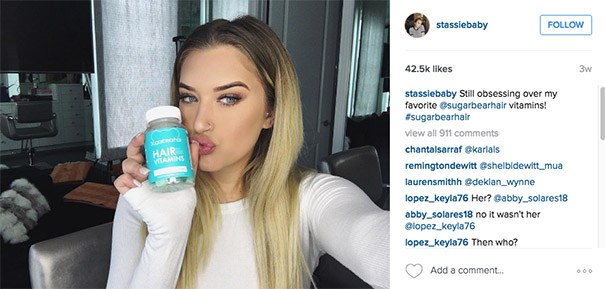 SugarBearHair
HAIR
VITAMINS
stassiebaby
FOLLOW
42.5k likes
3w
stassiebaby Still obsessing over my
favorite @sugarbearhair vitamins!
#sugarbearhair
view all 911 comments
chantalsarraf @karlals
remingtondewitt @shelbidewitt_mua
laurensmithh @deklan_wynne
lopez_keyla76 Her? @abby_solares18
abby_solares18 no it wasn't her
@lopez_keyla76
lopez_keyla76 Then who?
Add a comment...